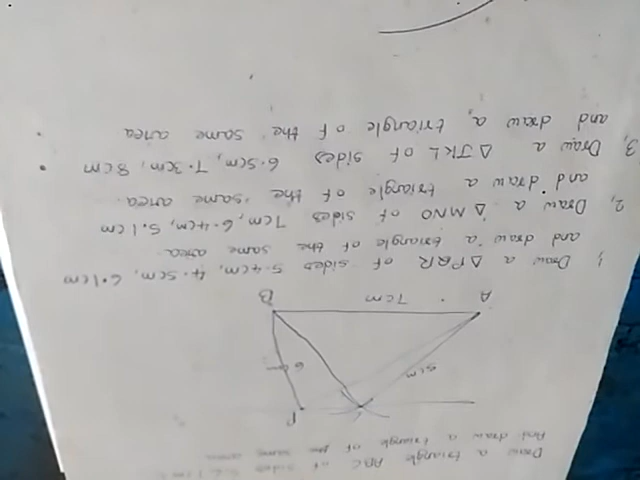 Draw a triangle ABC of sides
And draw a triangle of the same area
P
5cm
6cm
A
7cm
B
1, Draw a △ PQR of sides 5.4cm, 4.5cm, 6.1cm
and draw a triangle of the same area.
2, Draw a △ MNO of sides 7cm, 6.4cm, 5.1cm
and draw a triangle of the same area.
3, Draw a △ JKL of sides 6.5cm, 7.3cm, 8cm
and draw a triangle of the same area